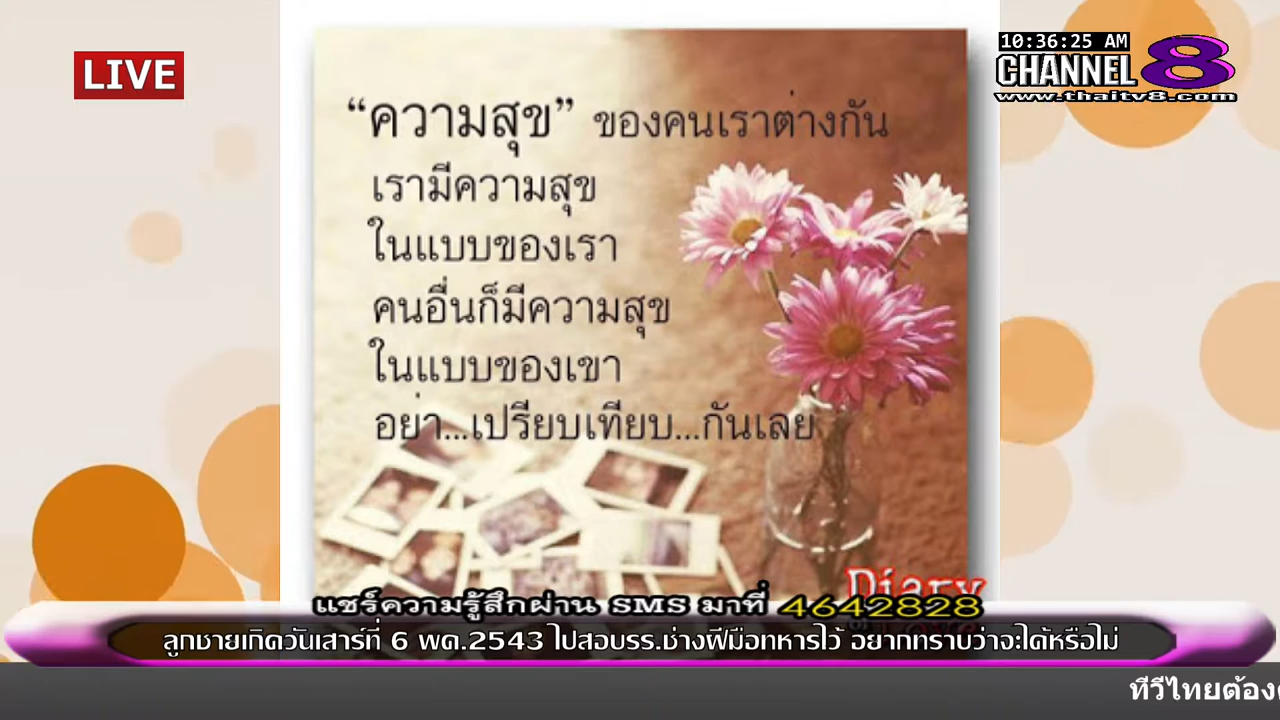 LIVE
10:36:25 AM
CHANNEL 8
www.thaitv8.com
“ความสุข” ของคนเราต่างกัน
เรามีความสุข
ในแบบของเรา
คนอื่นก็มีความสุข
ในแบบของเขา
อย่า...เปรียบเทียบ...กันเลย
Diary
แชร์ความรู้สึกผ่าน SMS มาที่ 4642828
ลูกชายเกิดวันเสาร์ที่ 6 พค.2543 ไปสอบรร.ช่างฝีมือทหารไว้ อยากทราบว่าจะได้หรือไม่
ทีวีไทยต้อง